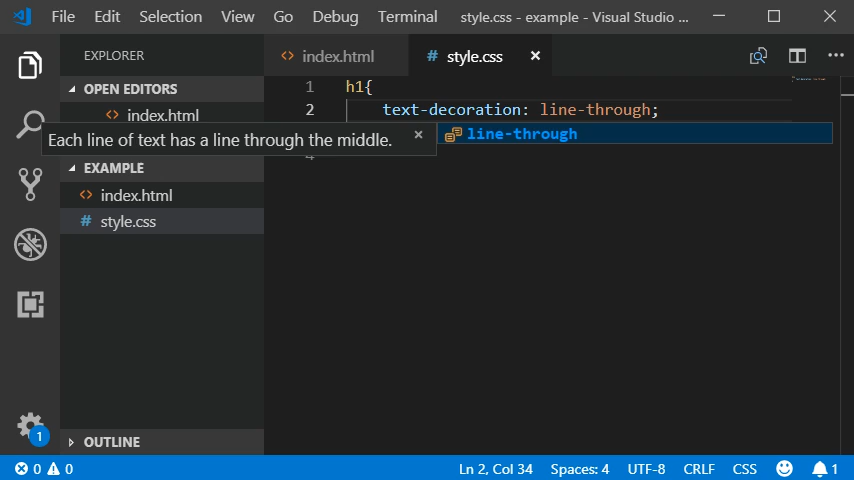 File Edit Selection View Go Debug Terminal style.css - example - Visual Studio ...
EXPLORER
index.html
style.css
OPEN EDITORS
index.html
Each line of text has a line through the middle.
line-through
EXAMPLE
index.html
# style.css
OUTLINE
1 h1{
2 text-decoration: line-through;
4
1
0 0 Ln 2, Col 34 Spaces: 4 UTF-8 CRLF CSS 1